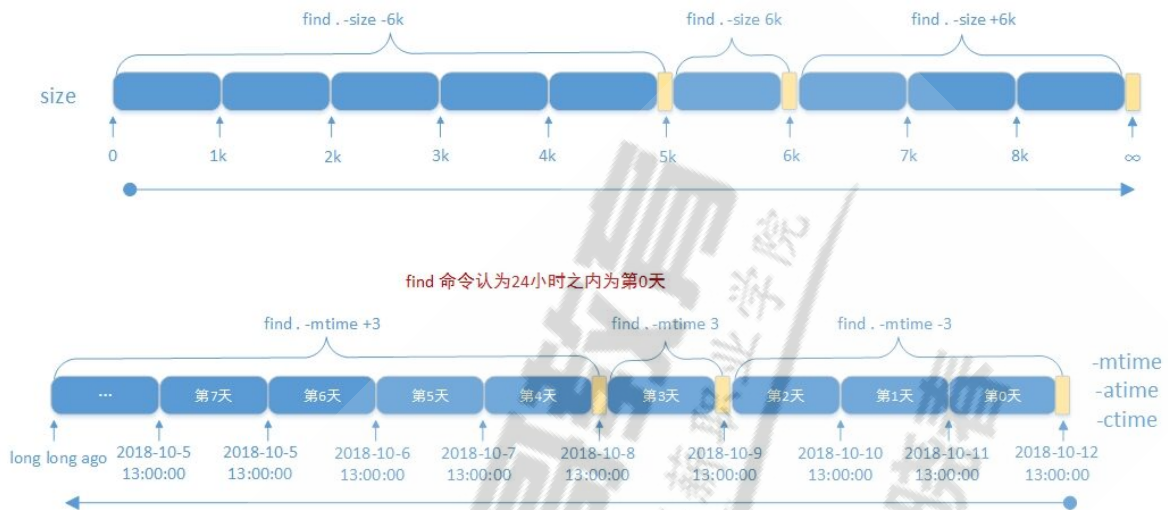 find . -size -6k
find . -size 6k
find . -size +6k
size
0
1k
2k
3k
4k
5k
6k
7k
8k
∞
find 命令认为24小时之内为第0天
find . -mtime +3
find . -mtime 3
find . -mtime -3
...
第7天
第6天
第5天
第4天
第3天
第2天
第1天
第0天
-mtime
-atime
-ctime
long long ago
2018-10-5
13:00:00
2018-10-5
13:00:00
2018-10-6
13:00:00
2018-10-7
13:00:00
2018-10-8
13:00:00
2018-10-9
13:00:00
2018-10-10
13:00:00
2018-10-11
13:00:00
2018-10-12
13:00:00
职业学院